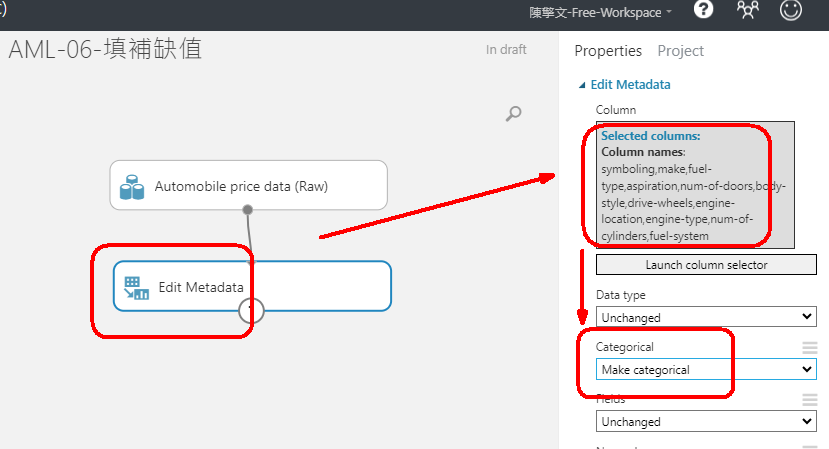 陳擎文-Free-Workspace
AML-06-填補缺值
In draft
Properties Project
Edit Metadata
Column
Selected columns:
Column names:
symboling,make,fuel-
type,aspiration,num-of-doors,body-
style,drive-wheels,engine-
location,engine-type,num-of-
cylinders,fuel-system
Launch column selector
Data type
Unchanged
Categorical
Make categorical
Fields
Unchanged
Automobile price data (Raw)
Edit Metadata
1